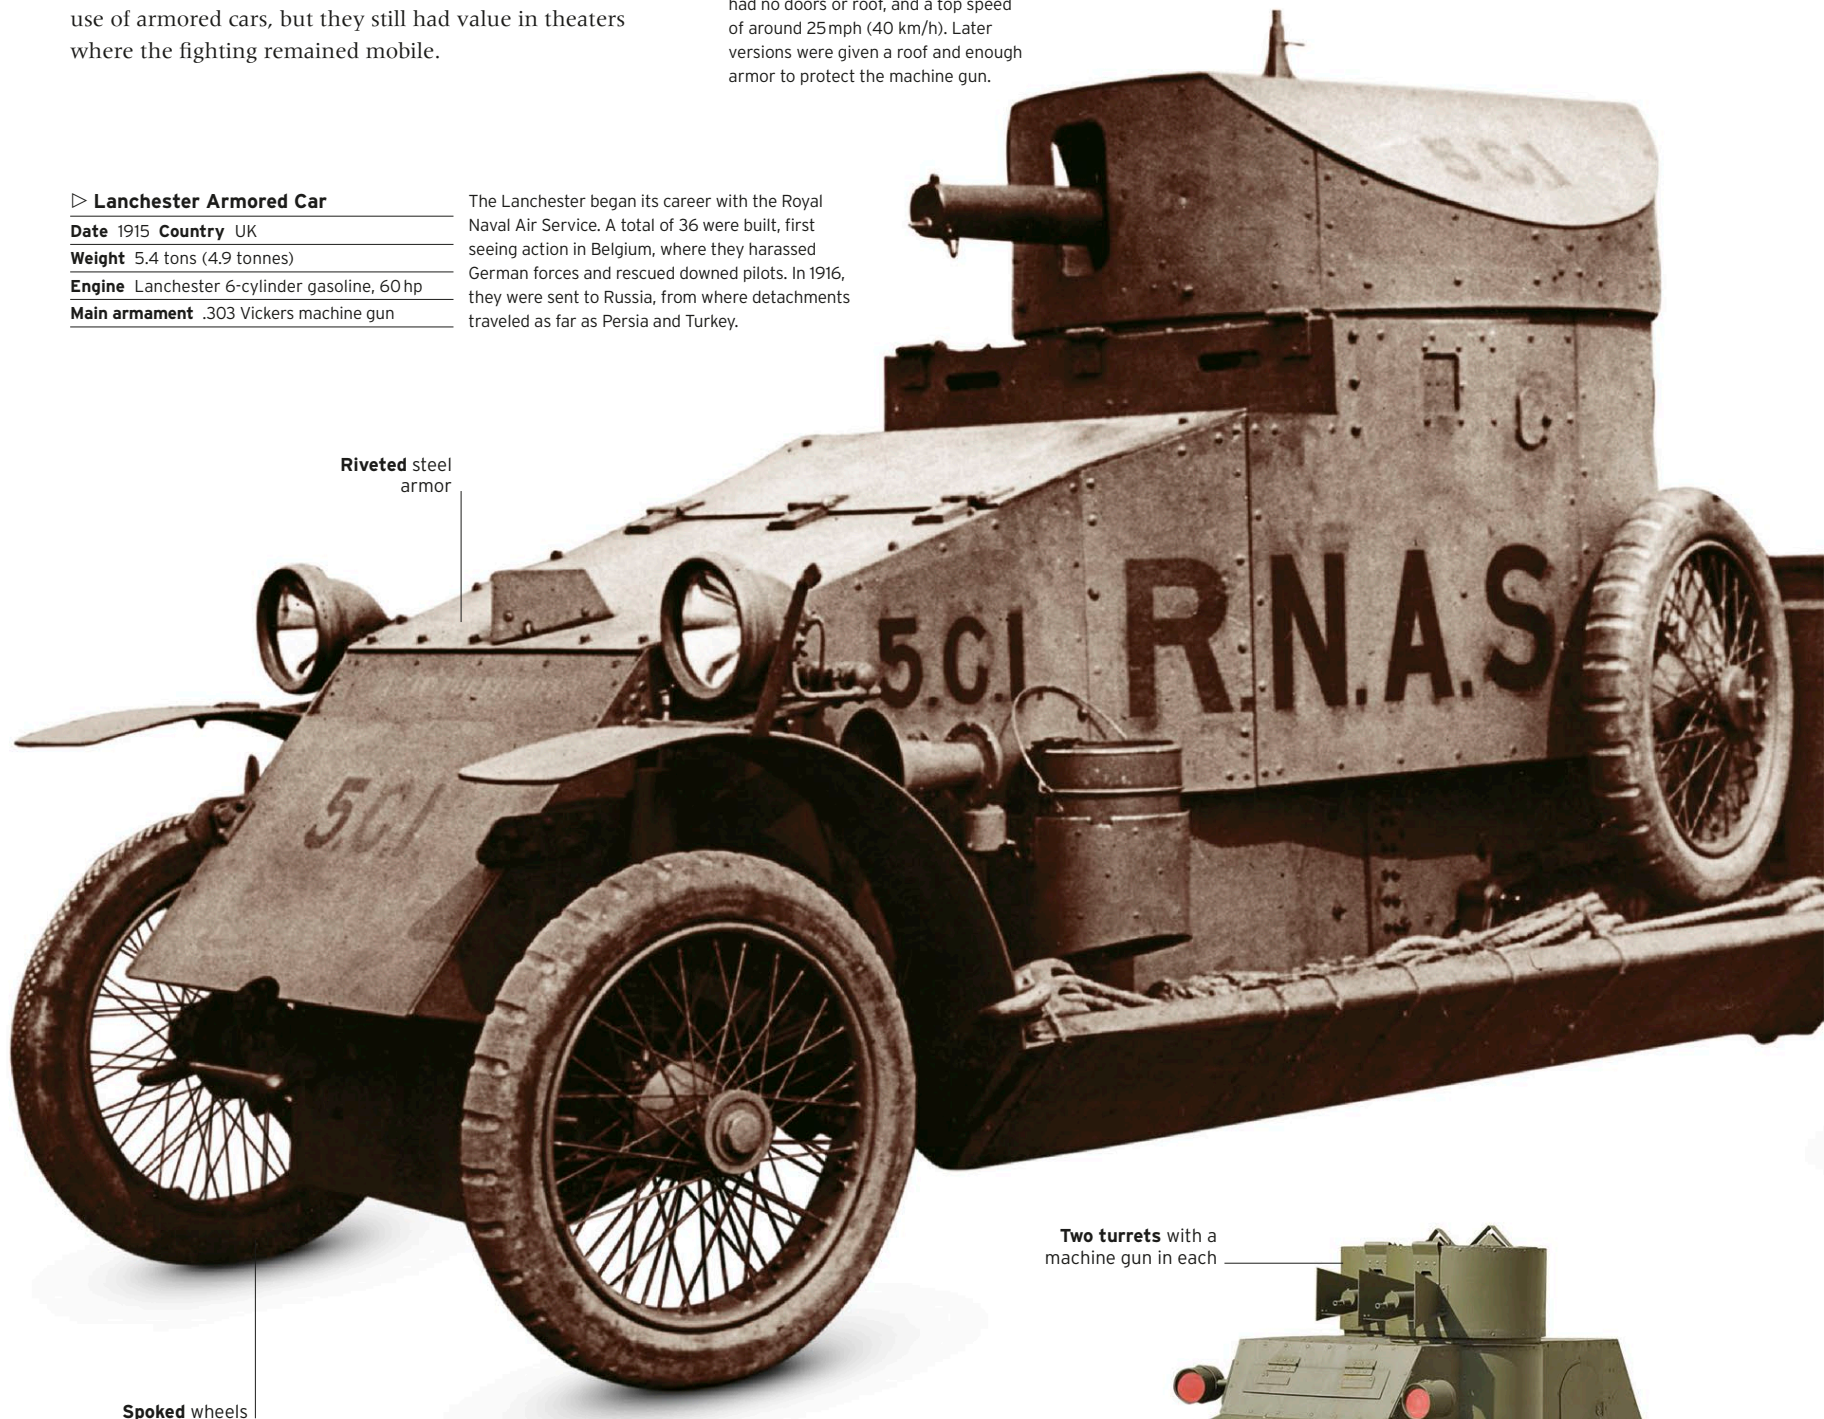 use of armored cars, but they still had value in theaters
where the fighting remained mobile.
had no doors or roof, and a top speed
of around 25 mph (40 km/h). Later
versions were given a roof and enough
armor to protect the machine gun.
▷ Lanchester Armored Car
Date 1915 Country UK
Weight 5.4 tons (4.9 tonnes)
Engine Lanchester 6-cylinder gasoline, 60 hp
Main armament .303 Vickers machine gun
The Lanchester began its career with the Royal
Naval Air Service. A total of 36 were built, first
seeing action in Belgium, where they harassed
German forces and rescued downed pilots. In 1916,
they were sent to Russia, from where detachments
traveled as far as Persia and Turkey.
5.C.1
Riveted steel
armor
5.C.1 R.N.A.S
5.C.1
Two turrets with a
machine gun in each
Spoked wheels